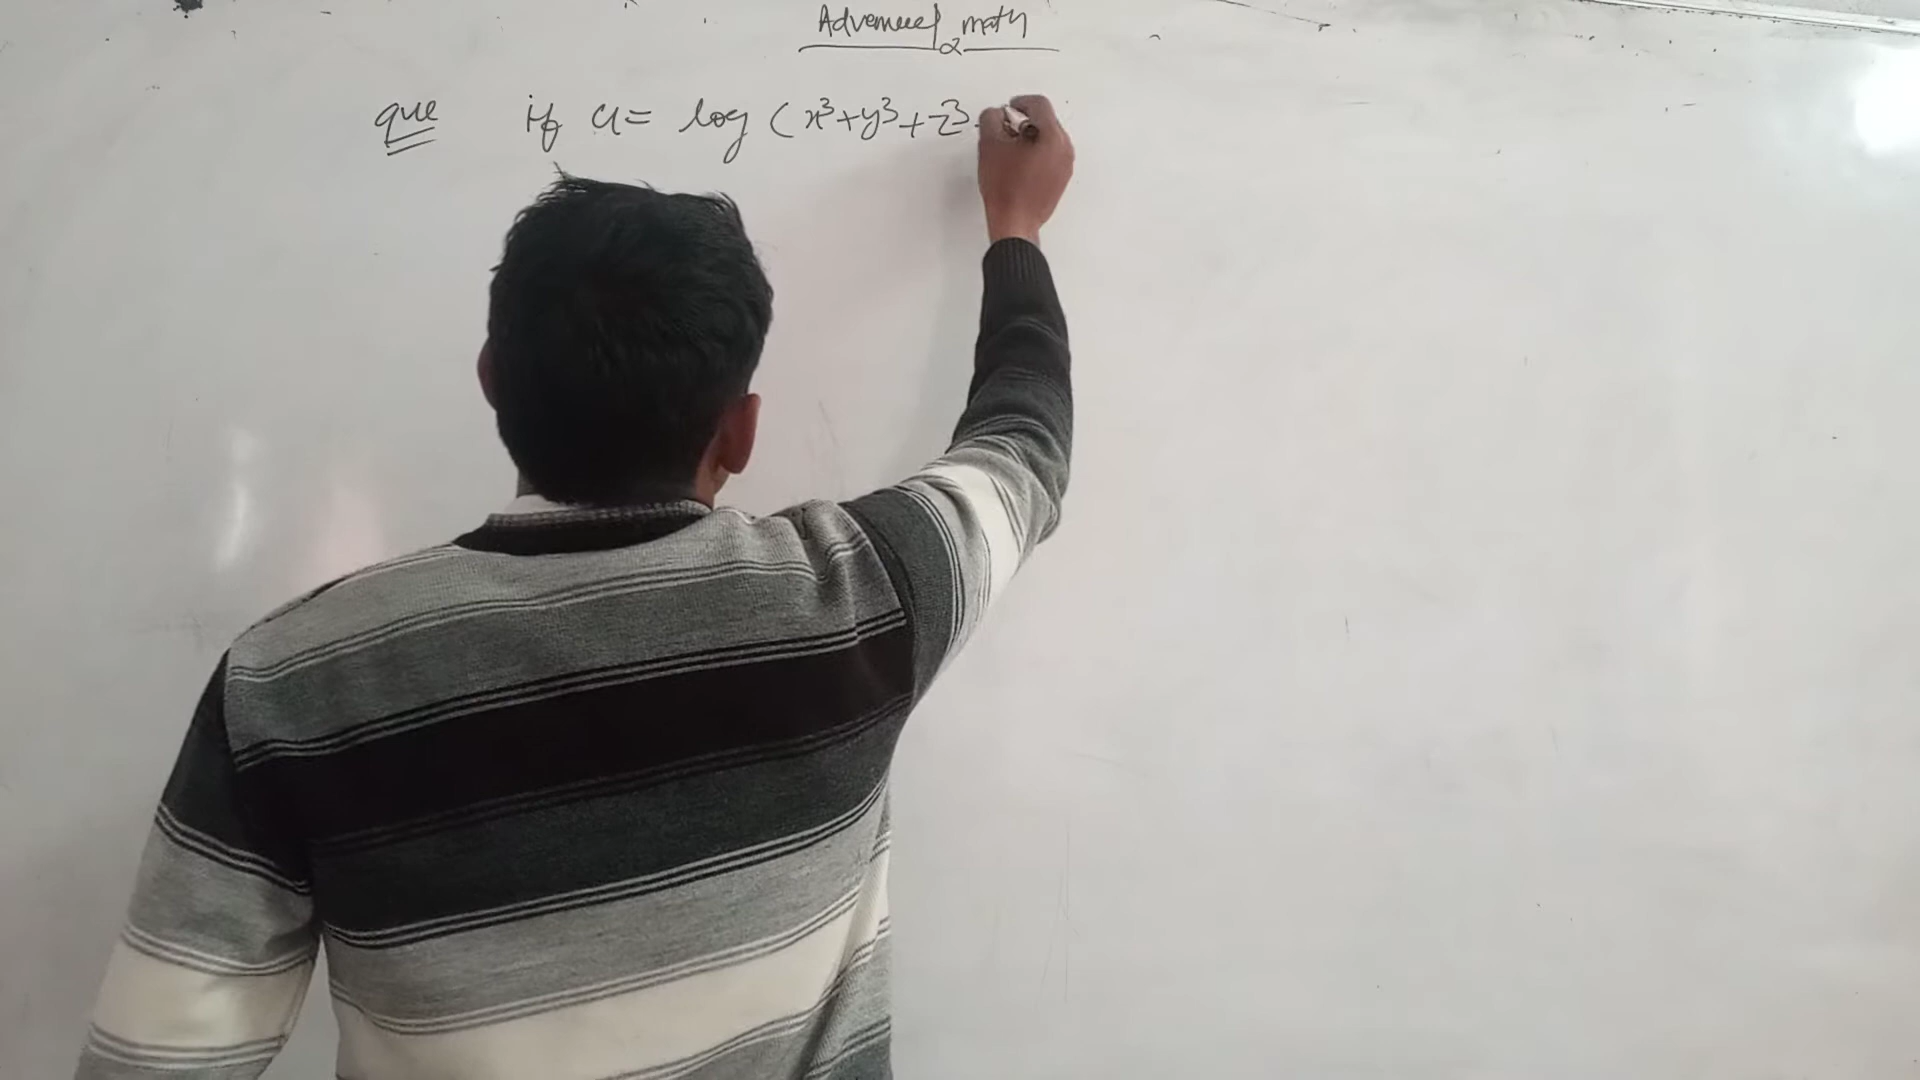 Advanced math
que if u = log (x³+y³+z³-